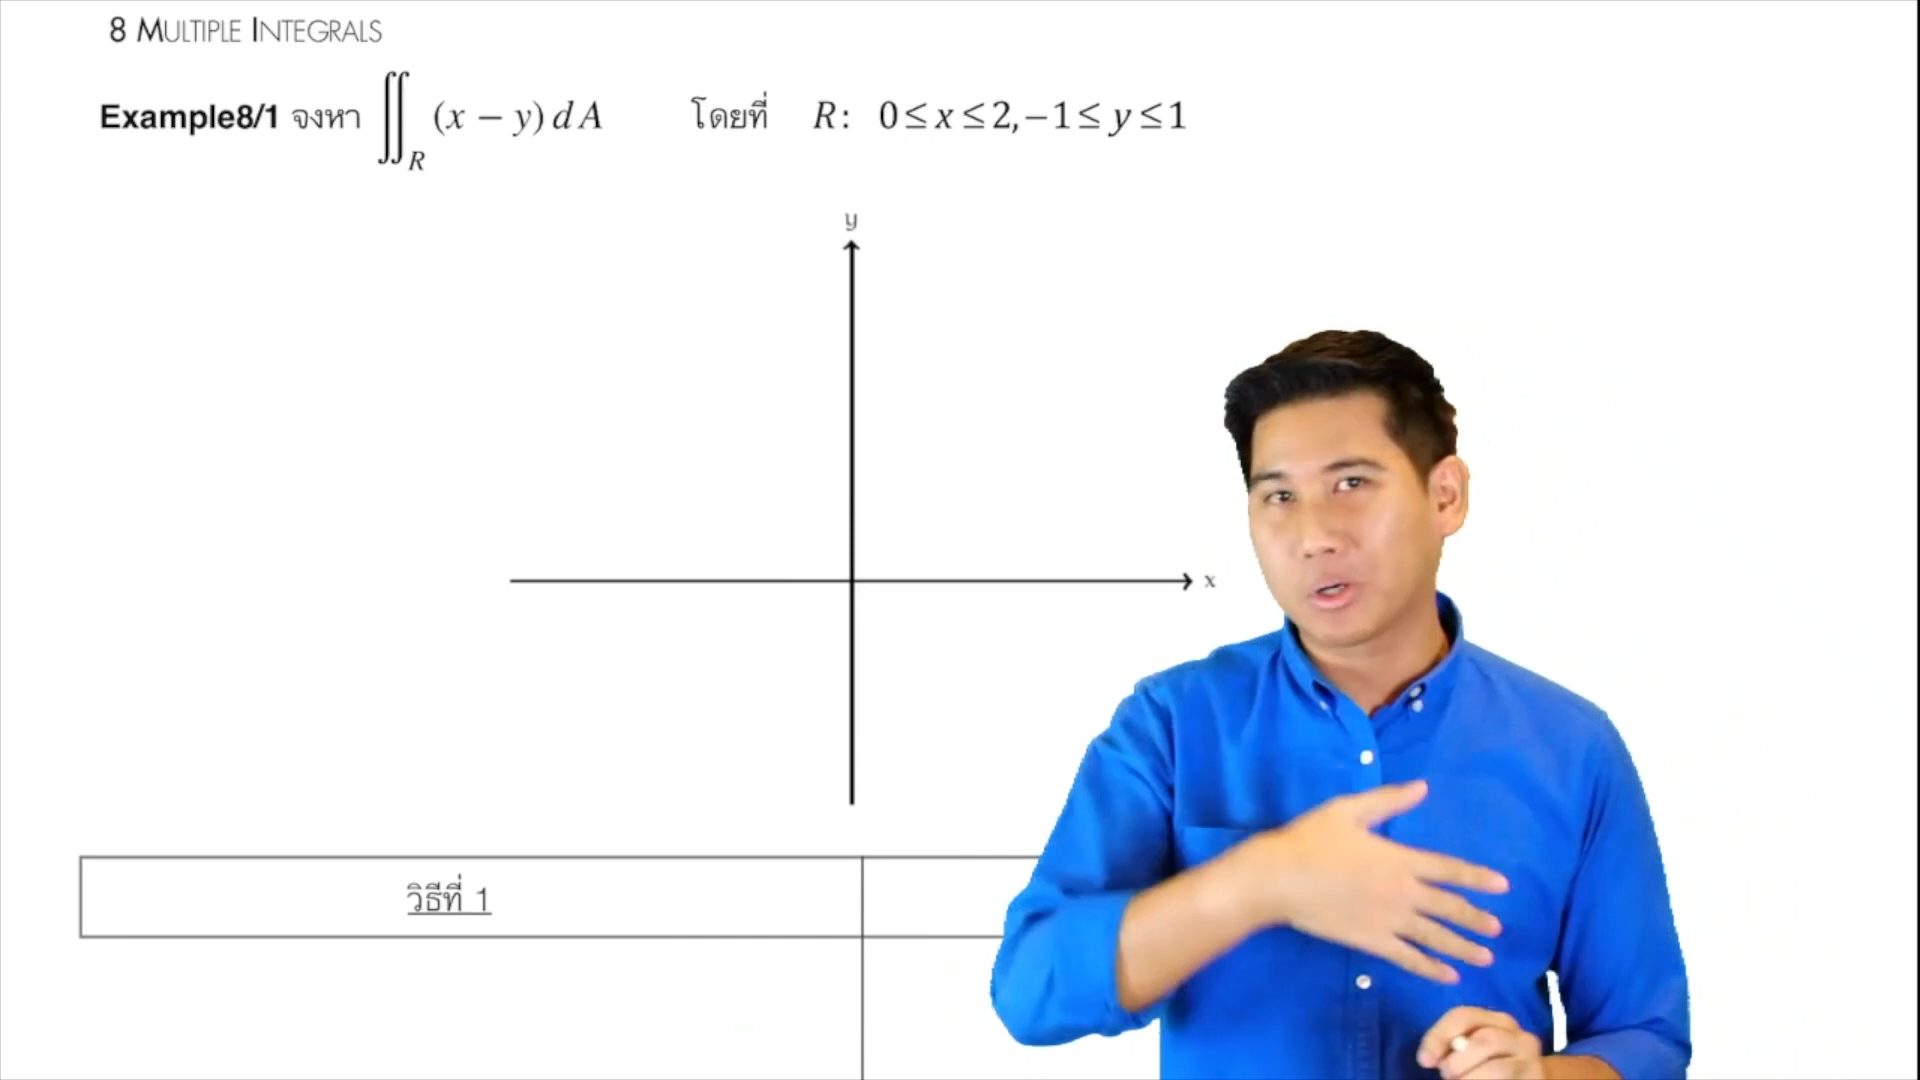 8 MULTIPLE INTEGRALS
Example8/1 จงหา ∬_R (x − y) d A โดยที่ R: 0≤x≤2,−1≤y≤1
y
x
วิธีที่ 1